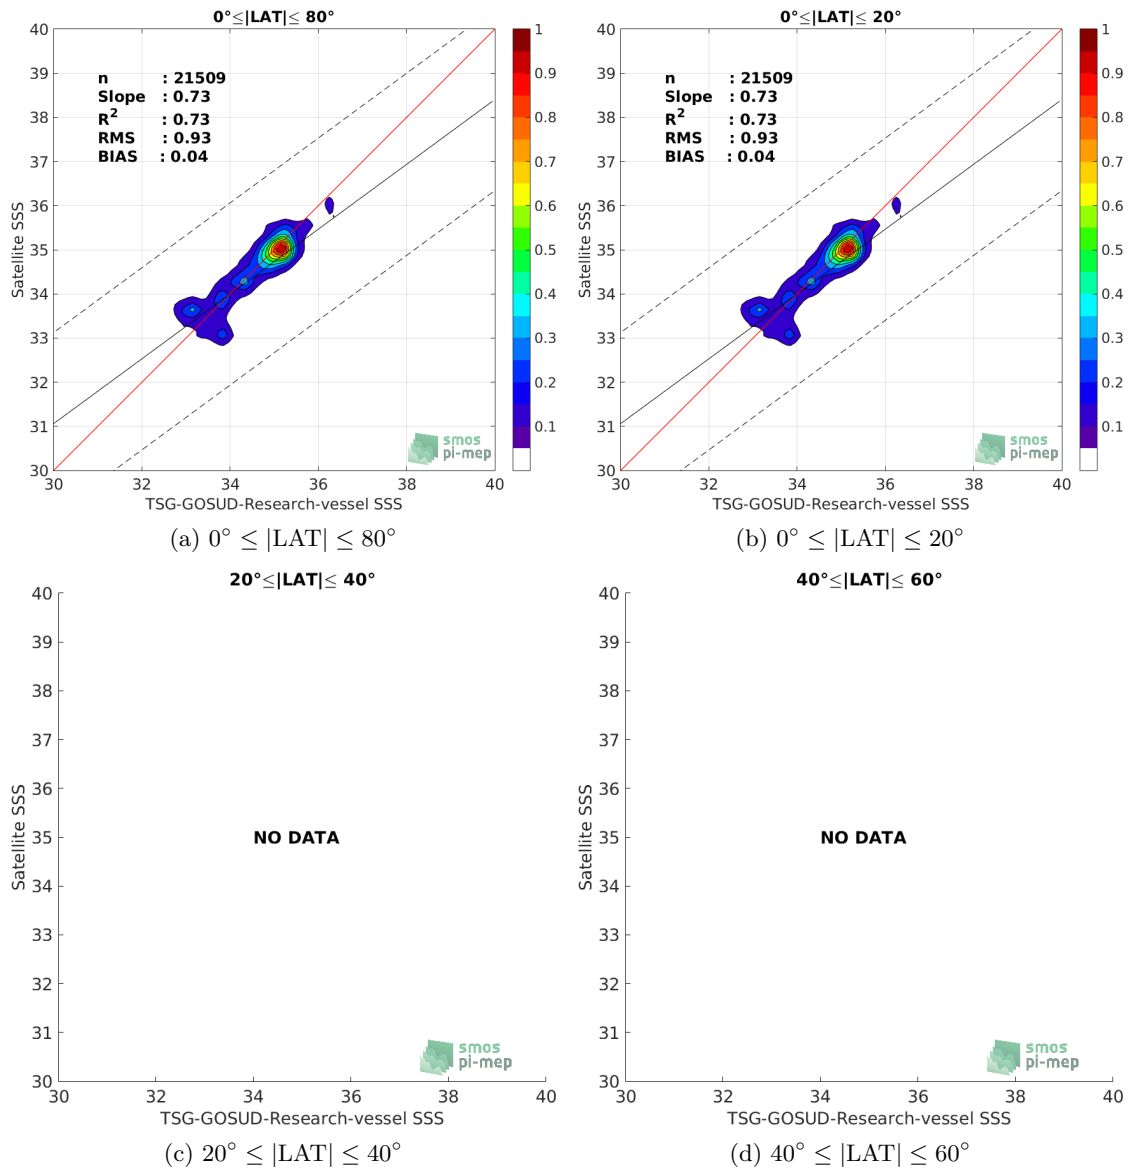 0°≤|LAT|≤ 80°
40
39
38
37
36
35
34
33
32
31
30
Satellite SSS
n : 21509
Slope : 0.73
R² : 0.73
RMS : 0.93
BIAS : 0.04
1
0.9
0.8
0.7
0.6
0.5
0.4
0.3
0.2
0.1
smos
pi-mep
30 32 34 36 38 40
TSG-GOSUD-Research-vessel SSS
(a) 0° ≤ |LAT| ≤ 80°
0°≤|LAT|≤ 20°
40
39
38
37
36
35
34
33
32
31
30
Satellite SSS
n : 21509
Slope : 0.73
R² : 0.73
RMS : 0.93
BIAS : 0.04
1
0.9
0.8
0.7
0.6
0.5
0.4
0.3
0.2
0.1
smos
pi-mep
30 32 34 36 38 40
TSG-GOSUD-Research-vessel SSS
(b) 0° ≤ |LAT| ≤ 20°
20°≤|LAT|≤ 40°
40
39
38
37
36
35
34
33
32
31
30
Satellite SSS
NO DATA
smos
pi-mep
30 32 34 36 38 40
TSG-GOSUD-Research-vessel SSS
(c) 20° ≤ |LAT| ≤ 40°
40°≤|LAT|≤ 60°
40
39
38
37
36
35
34
33
32
31
30
Satellite SSS
NO DATA
smos
pi-mep
30 32 34 36 38 40
TSG-GOSUD-Research-vessel SSS
(d) 40° ≤ |LAT| ≤ 60°